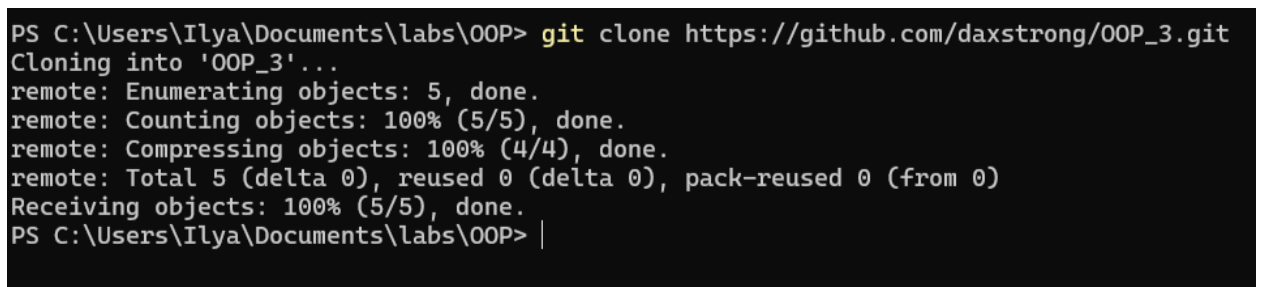 PS C:\Users\Ilya\Documents\labs\OOP> git clone https://github.com/daxstrong/OOP_3.git
Cloning into 'OOP_3'...
remote: Enumerating objects: 5, done.
remote: Counting objects: 100% (5/5), done.
remote: Compressing objects: 100% (4/4), done.
remote: Total 5 (delta 0), reused 0 (delta 0), pack-reused 0 (from 0)
Receiving objects: 100% (5/5), done.
PS C:\Users\Ilya\Documents\labs\OOP>